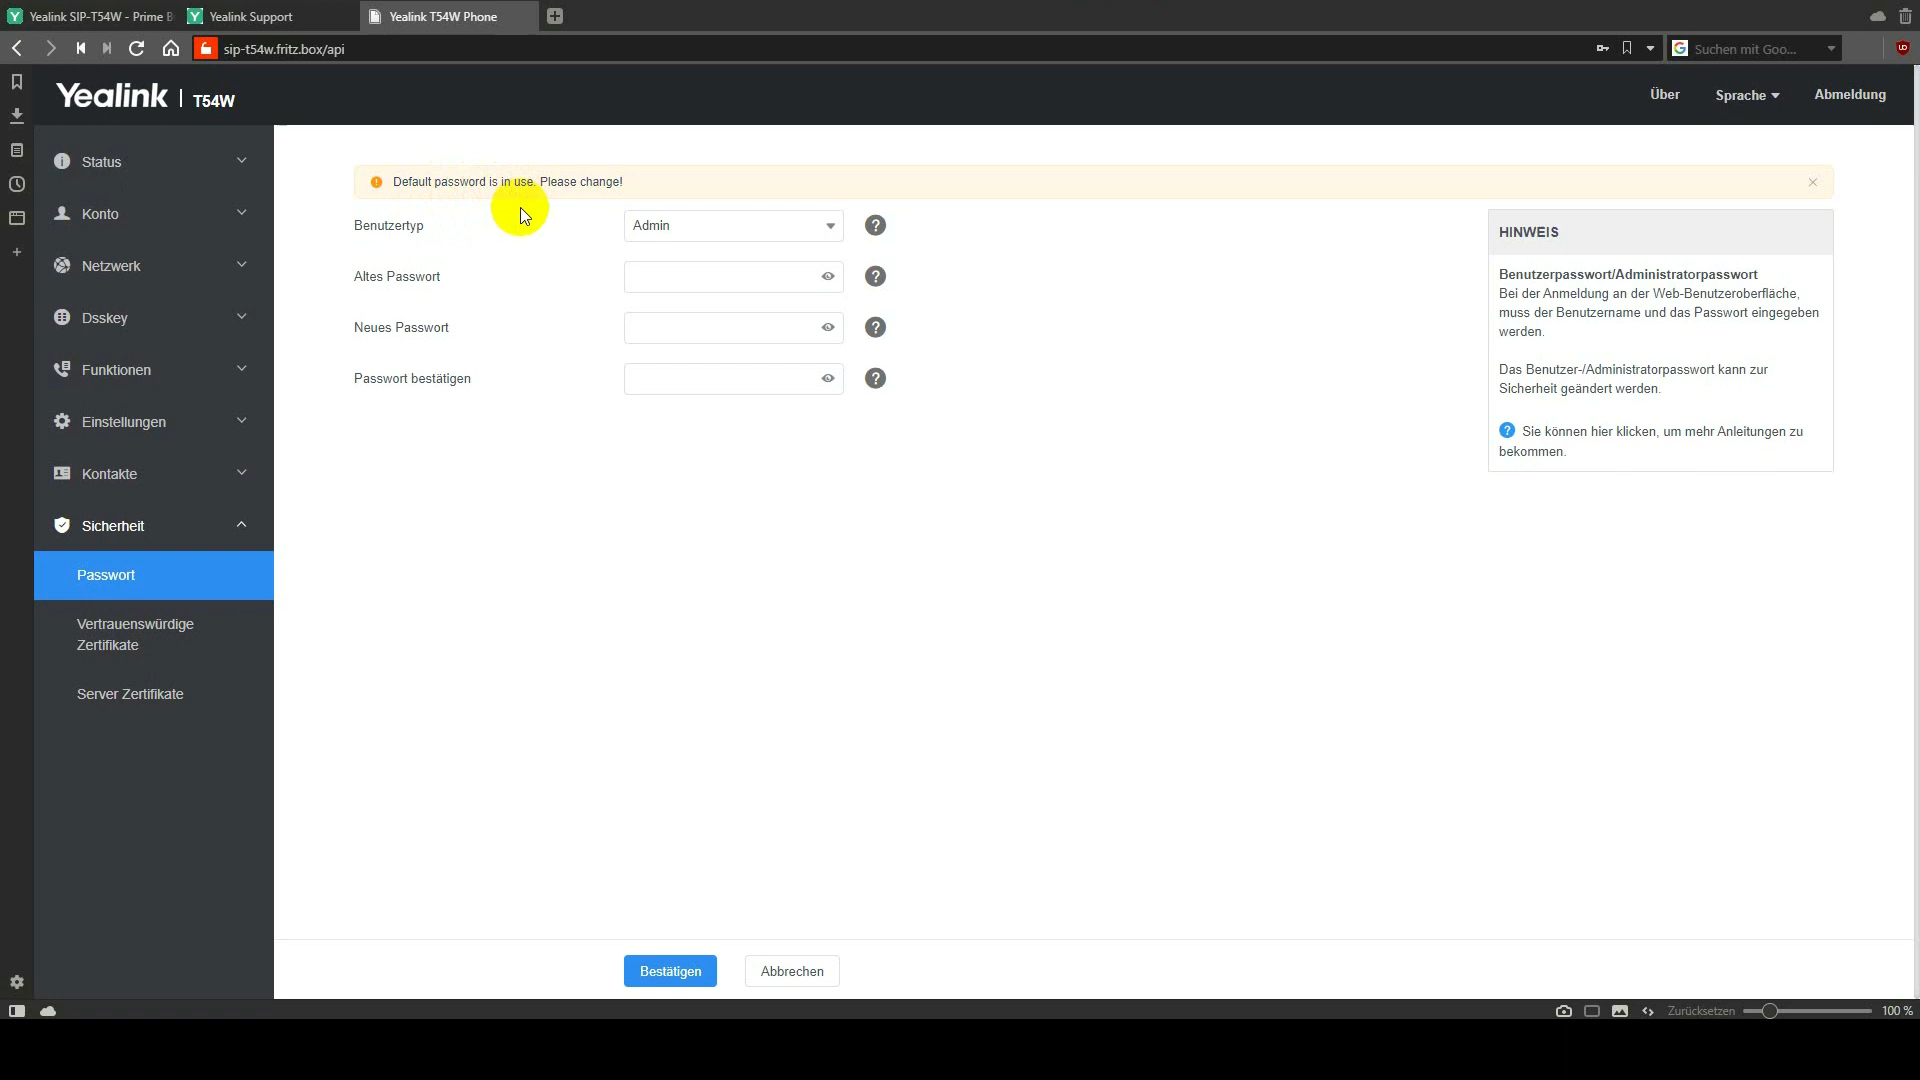 Yealink SIP-T54W - Prime B
Yealink Support
Yealink T54W Phone
sip-t54w.fritz.box/api
Suchen mit Goo...
Yealink | T54W
Über
Sprache
Abmeldung
Status
Konto
Netzwerk
Dsskey
Funktionen
Einstellungen
Kontakte
Sicherheit
Passwort
Vertrauenswürdige
Zertifikate
Server Zertifikate
Default password is in use. Please change!
Benutzertyp
Admin
Altes Passwort
Neues Passwort
Passwort bestätigen
HINWEIS
Benutzerpasswort/Administratorpasswort
Bei der Anmeldung an der Web-Benutzeroberfläche,
muss der Benutzername und das Passwort eingegeben
werden.
Das Benutzer-/Administratorpasswort kann zur
Sicherheit geändert werden.
Sie können hier klicken, um mehr Anleitungen zu
bekommen.
Bestätigen
Abbrechen
Zurücksetzen
100 %